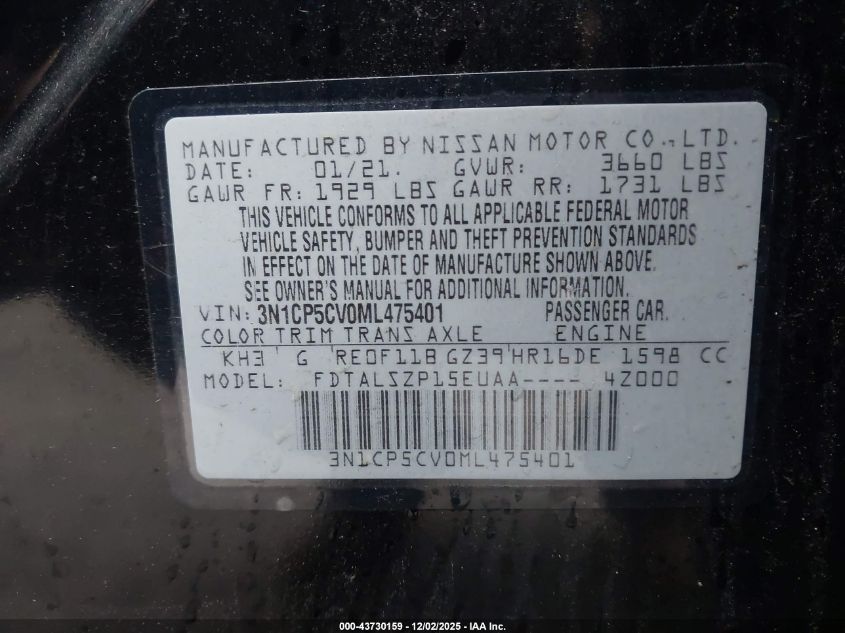 MANUFACTURED BY NISSAN MOTOR CO., LTD.
DATE: 01/21. GVWR: 3660 LBS
GAWR FR: 1929 LBS GAWR RR: 1731 LBS
THIS VEHICLE CONFORMS TO ALL APPLICABLE FEDERAL MOTOR
VEHICLE SAFETY, BUMPER AND THEFT PREVENTION STANDARDS
IN EFFECT ON THE DATE OF MANUFACTURE SHOWN ABOVE.
SEE OWNER'S MANUAL FOR ADDITIONAL INFORMATION.
VIN: 3N1CP5CV0ML475401 PASSENGER CAR.
COLOR TRIM TRANS AXLE ENGINE
KH3 G RE0F11B GZ39 HR16DE 1598 CC
MODEL: FDTALSZP15EUAA---- 4Z000
3N1CP5CV0ML475401
000-43730159 - 12/02/2025 - IAA Inc.